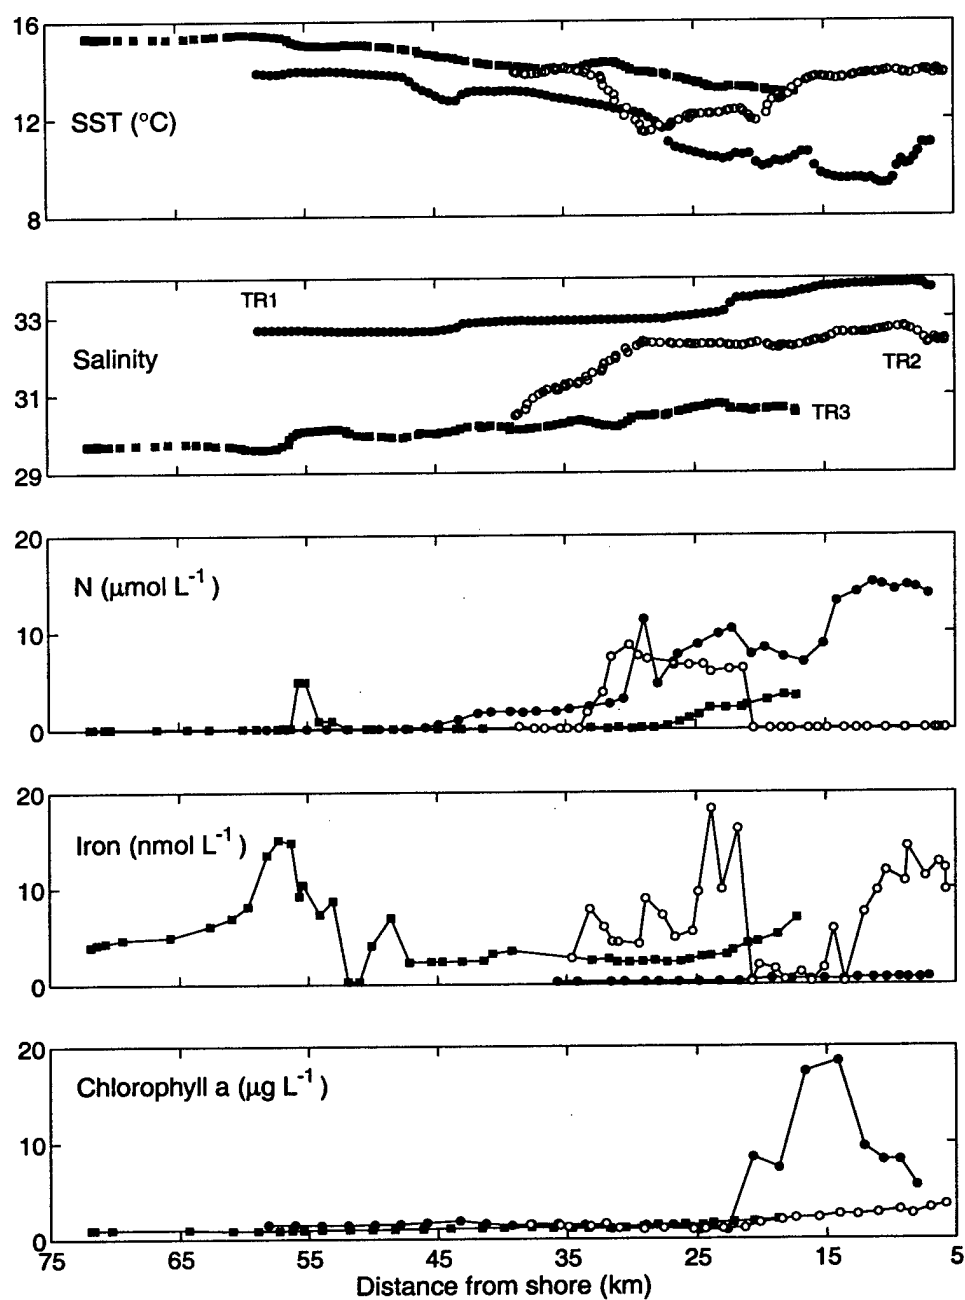 16
12
SST (°C)
8
TR1
33
Salinity
TR2
31
TR3
29
20
N (μmol L-1)
10
0
20
Iron (nmol L-1)
10
0
20
Chlorophyll a (μg L-1)
10
0
75 65 55 45 35 25 15 5
Distance from shore (km)